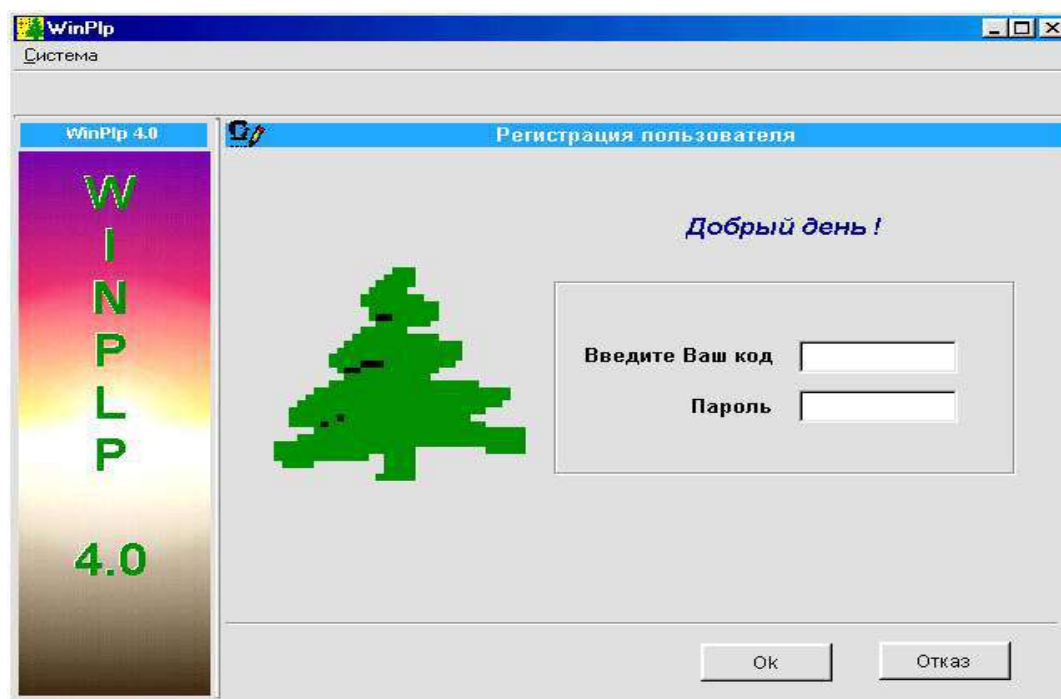 WinPlp
Система
WinPlp 4.0
Регистрация пользователя
W
I
N
P
L
P
4.0
Добрый день !
Введите Ваш код
Пароль
Ok
Отказ